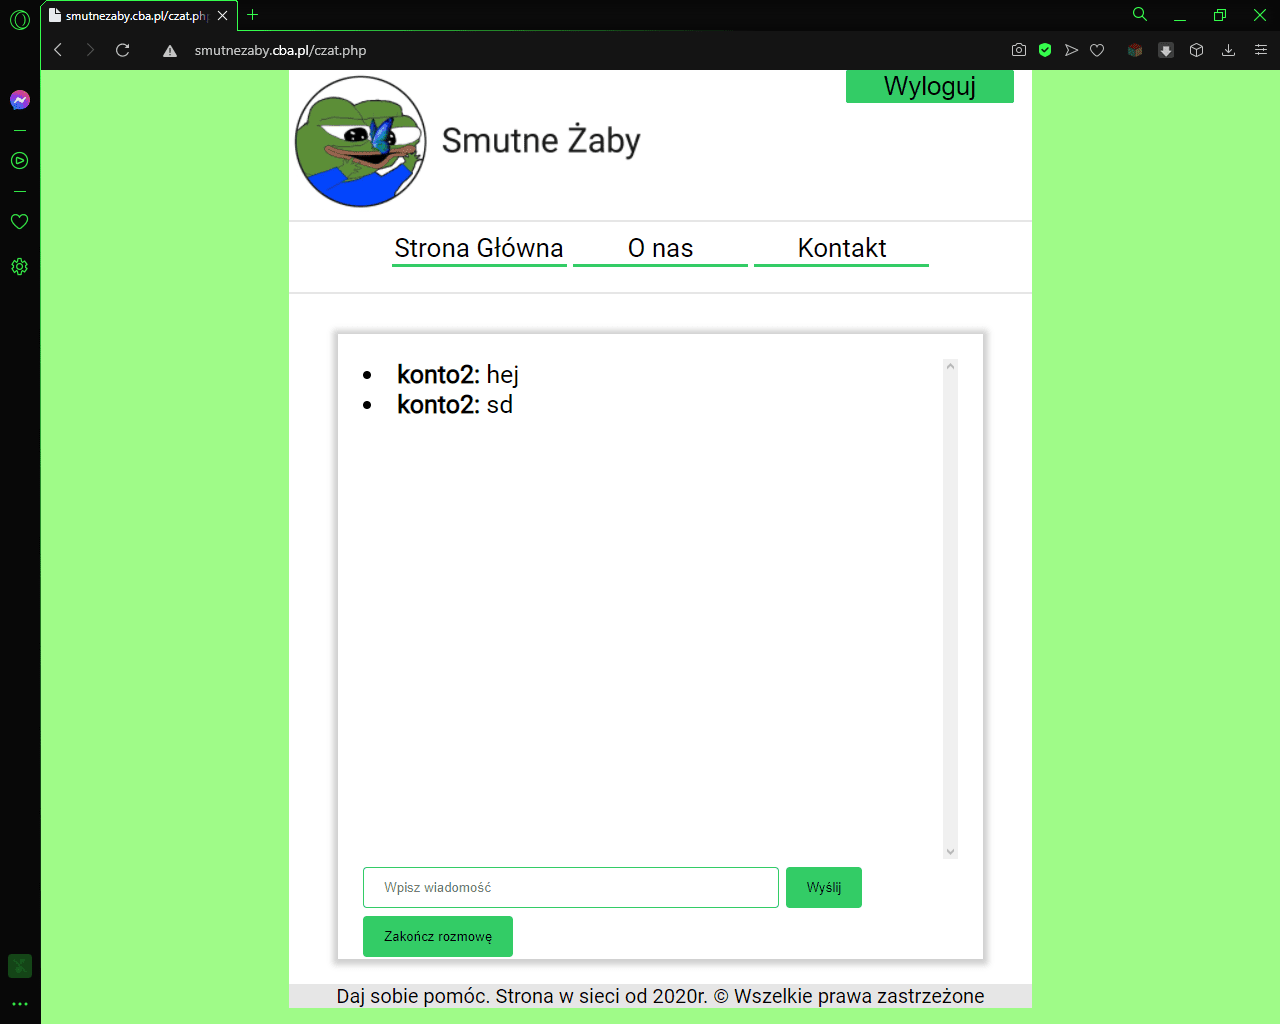 smutnezaby.cba.pl/czat.php
smutnezaby.cba.pl/czat.php
Wyloguj
Smutne Żaby
Strona Główna O nas Kontakt
konto2: hej
konto2: sd
Wpisz wiadomość Wyślij
Zakończ rozmowę
Daj sobie pomóc. Strona w sieci od 2020r. © Wszelkie prawa zastrzeżone